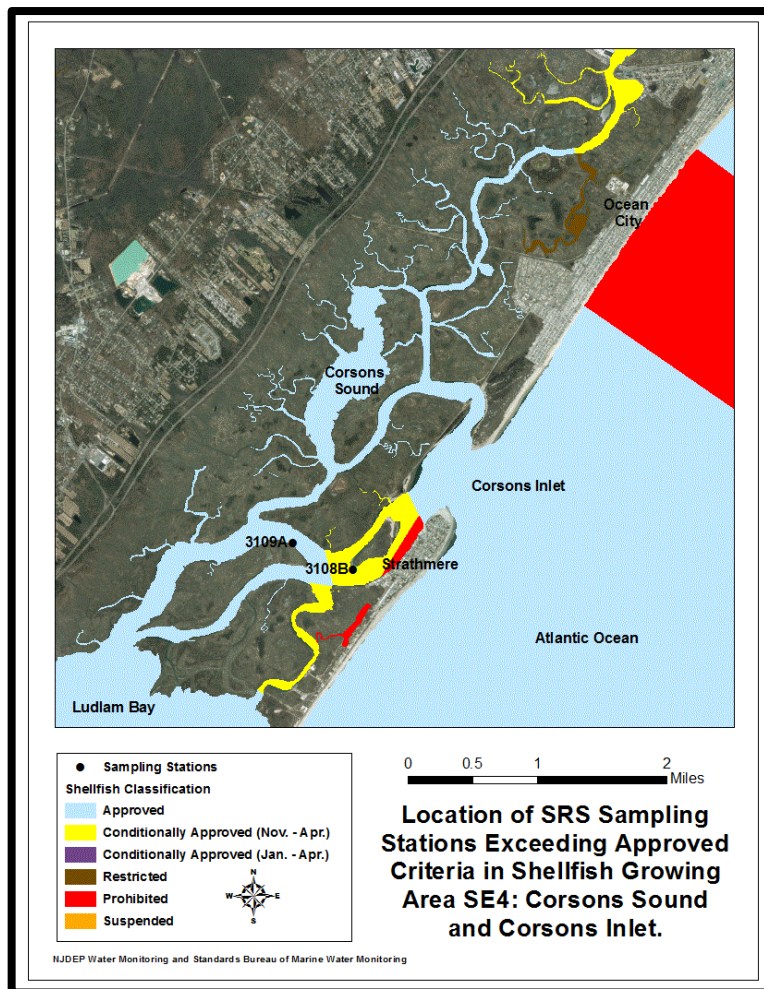 Ocean
City
Corsons
Sound
Corsons Inlet
3109A
3108B
Strathmere
Atlantic Ocean
Ludlam Bay
Sampling Stations
Shellfish Classification
Approved
Conditionally Approved (Nov. - Apr.)
Conditionally Approved (Jan. - Apr.)
Restricted
Prohibited
Suspended
N
W E
S
0 0.5 1 2
Miles
Location of SRS Sampling
Stations Exceeding Approved
Criteria in Shellfish Growing
Area SE4: Corsons Sound
and Corsons Inlet.
NJDEP Water Monitoring and Standards Bureau of Marine Water Monitoring